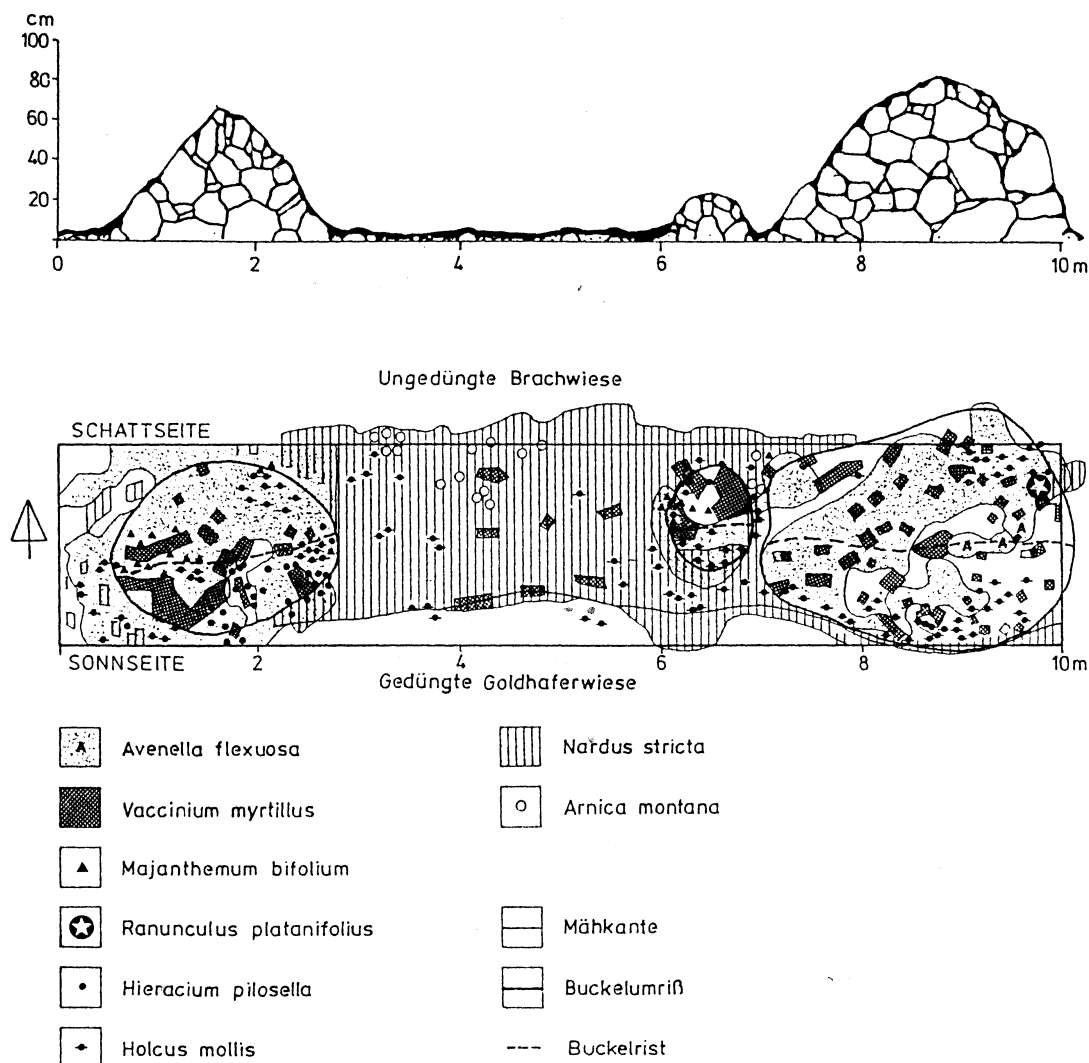 cm
100
80
60
40
20
0 2 4 6 8 10 m
Ungedüngte Brachwiese
SCHATTSEITE
A A A
SONNSEITE 2 4 6 8 10 m
Gedüngte Goldhaferwiese
A Avenella flexuosa
Nardus stricta
Vaccinium myrtillus
Arnica montana
Majanthemum bifolium
Ranunculus platanifolius
Mähkante
Hieracium pilosella
Buckelumriß
Holcus mollis
Buckelrist